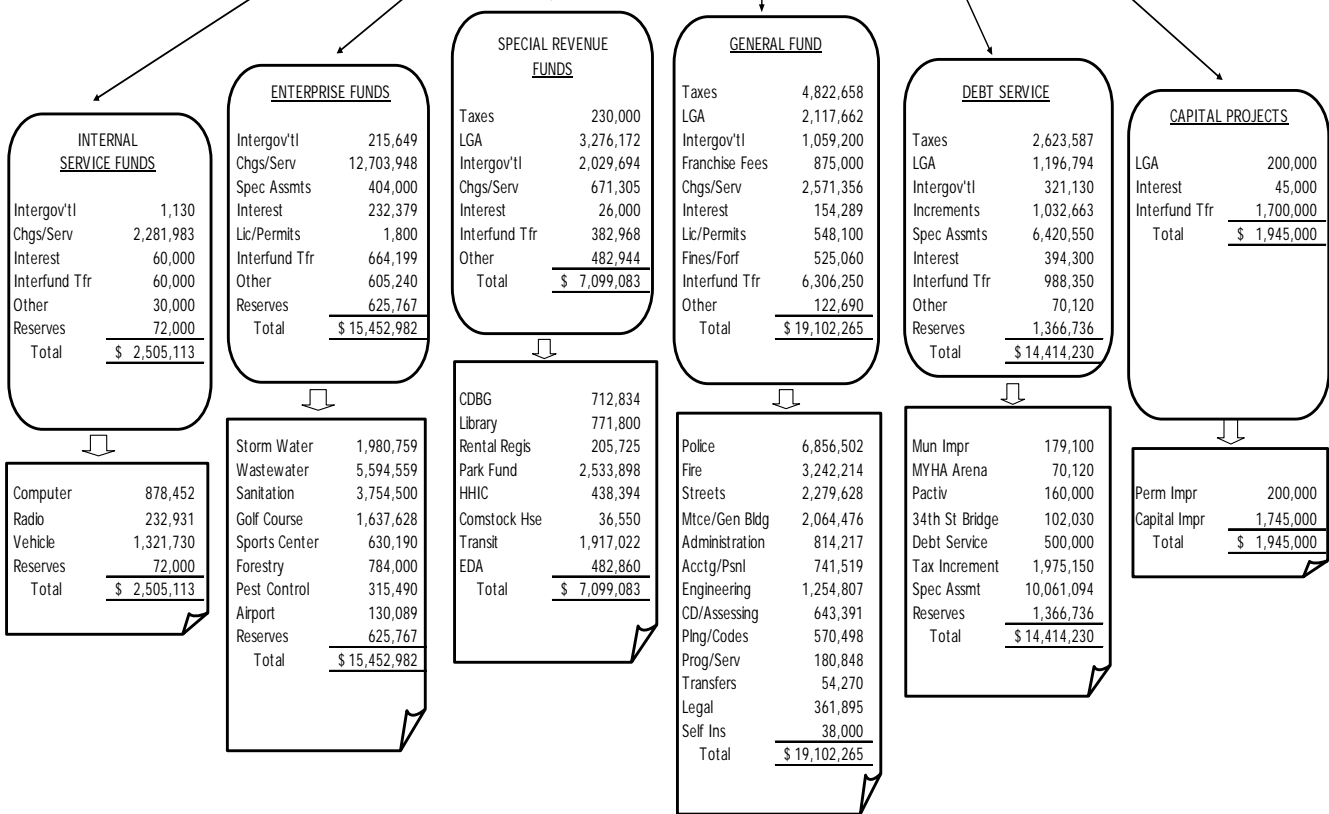 INTERNAL
SERVICE FUNDS
Intergov'tl 1,130
Chgs/Serv 2,281,983
Interest 60,000
Interfund Tfr 60,000
Other 30,000
Reserves 72,000
Total $ 2,505,113
Computer 878,452
Radio 232,931
Vehicle 1,321,730
Reserves 72,000
Total $ 2,505,113
ENTERPRISE FUNDS
Intergov'tl 215,649
Chgs/Serv 12,703,948
Spec Assmts 404,000
Interest 232,379
Lic/Permits 1,800
Interfund Tfr 664,199
Other 605,240
Reserves 625,767
Total $ 15,452,982
Storm Water 1,980,759
Wastewater 5,594,559
Sanitation 3,754,500
Golf Course 1,637,628
Sports Center 630,190
Forestry 784,000
Pest Control 315,490
Airport 130,089
Reserves 625,767
Total $ 15,452,982
SPECIAL REVENUE
FUNDS
Taxes 230,000
LGA 3,276,172
Intergov'tl 2,029,694
Chgs/Serv 671,305
Interest 26,000
Interfund Tfr 382,968
Other 482,944
Total $ 7,099,083
CDBG 712,834
Library 771,800
Rental Regis 205,725
Park Fund 2,533,898
HHIC 438,394
Comstock Hse 36,550
Transit 1,917,022
EDA 482,860
Total $ 7,099,083
GENERAL FUND
Taxes 4,822,658
LGA 2,117,662
Intergov'tl 1,059,200
Franchise Fees 875,000
Chgs/Serv 2,571,356
Interest 154,289
Lic/Permits 548,100
Fines/Forf 525,060
Interfund Tfr 6,306,250
Other 122,690
Total $ 19,102,265
Police 6,856,502
Fire 3,242,214
Streets 2,279,628
Mtce/Gen Bldg 2,064,476
Administration 814,217
Acctg/Psnl 741,519
Engineering 1,254,807
CD/Assessing 643,391
Plng/Codes 570,498
Prog/Serv 180,848
Transfers 54,270
Legal 361,895
Self Ins 38,000
Total $ 19,102,265
DEBT SERVICE
Taxes 2,623,587
LGA 1,196,794
Intergov'tl 321,130
Increments 1,032,663
Spec Assmts 6,420,550
Interest 394,300
Interfund Tfr 988,350
Other 70,120
Reserves 1,366,736
Total $ 14,414,230
Mun Impr 179,100
MYHA Arena 70,120
Pactiv 160,000
34th St Bridge 102,030
Debt Service 500,000
Tax Increment 1,975,150
Spec Assmt 10,061,094
Reserves 1,366,736
Total $ 14,414,230
CAPITAL PROJECTS
LGA 200,000
Interest 45,000
Interfund Tfr 1,700,000
Total $ 1,945,000
Perm Impr 200,000
Capital Impr 1,745,000
Total $ 1,945,000